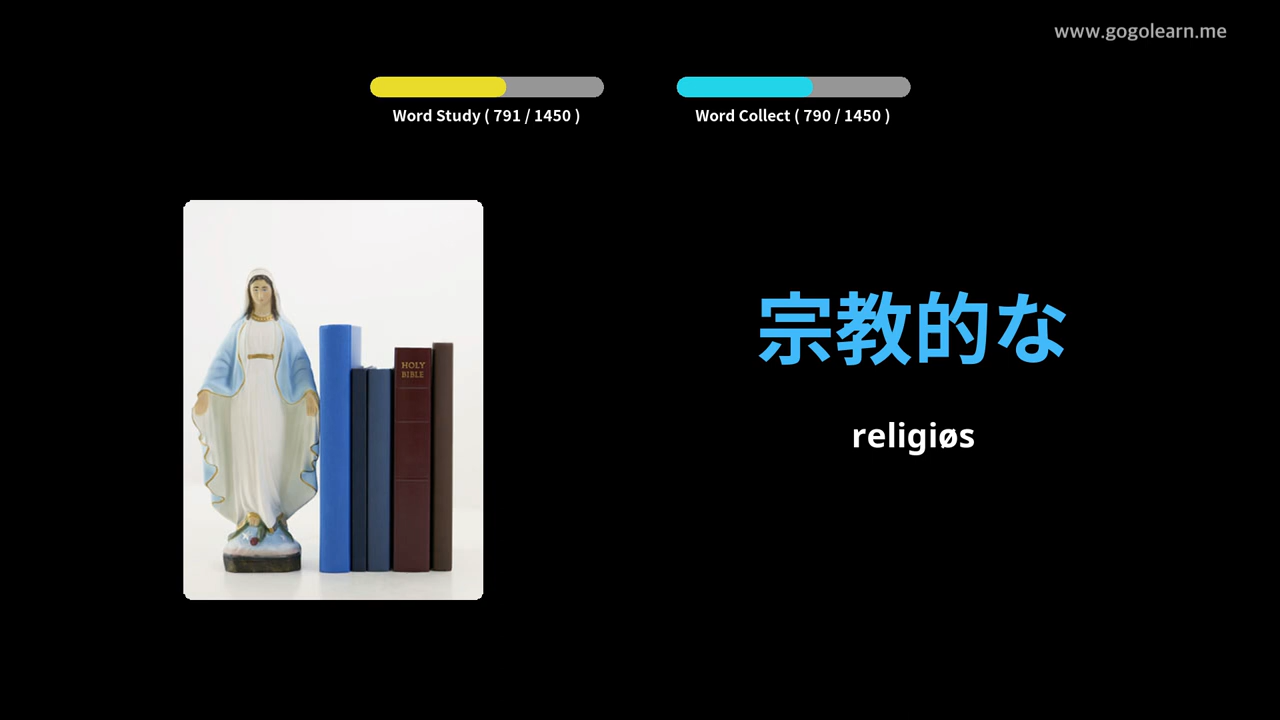 www.gogolearn.me
Word Study ( 791 / 1450 )
Word Collect ( 790 / 1450 )
HOLY
BIBLE
宗教的な
religiøs